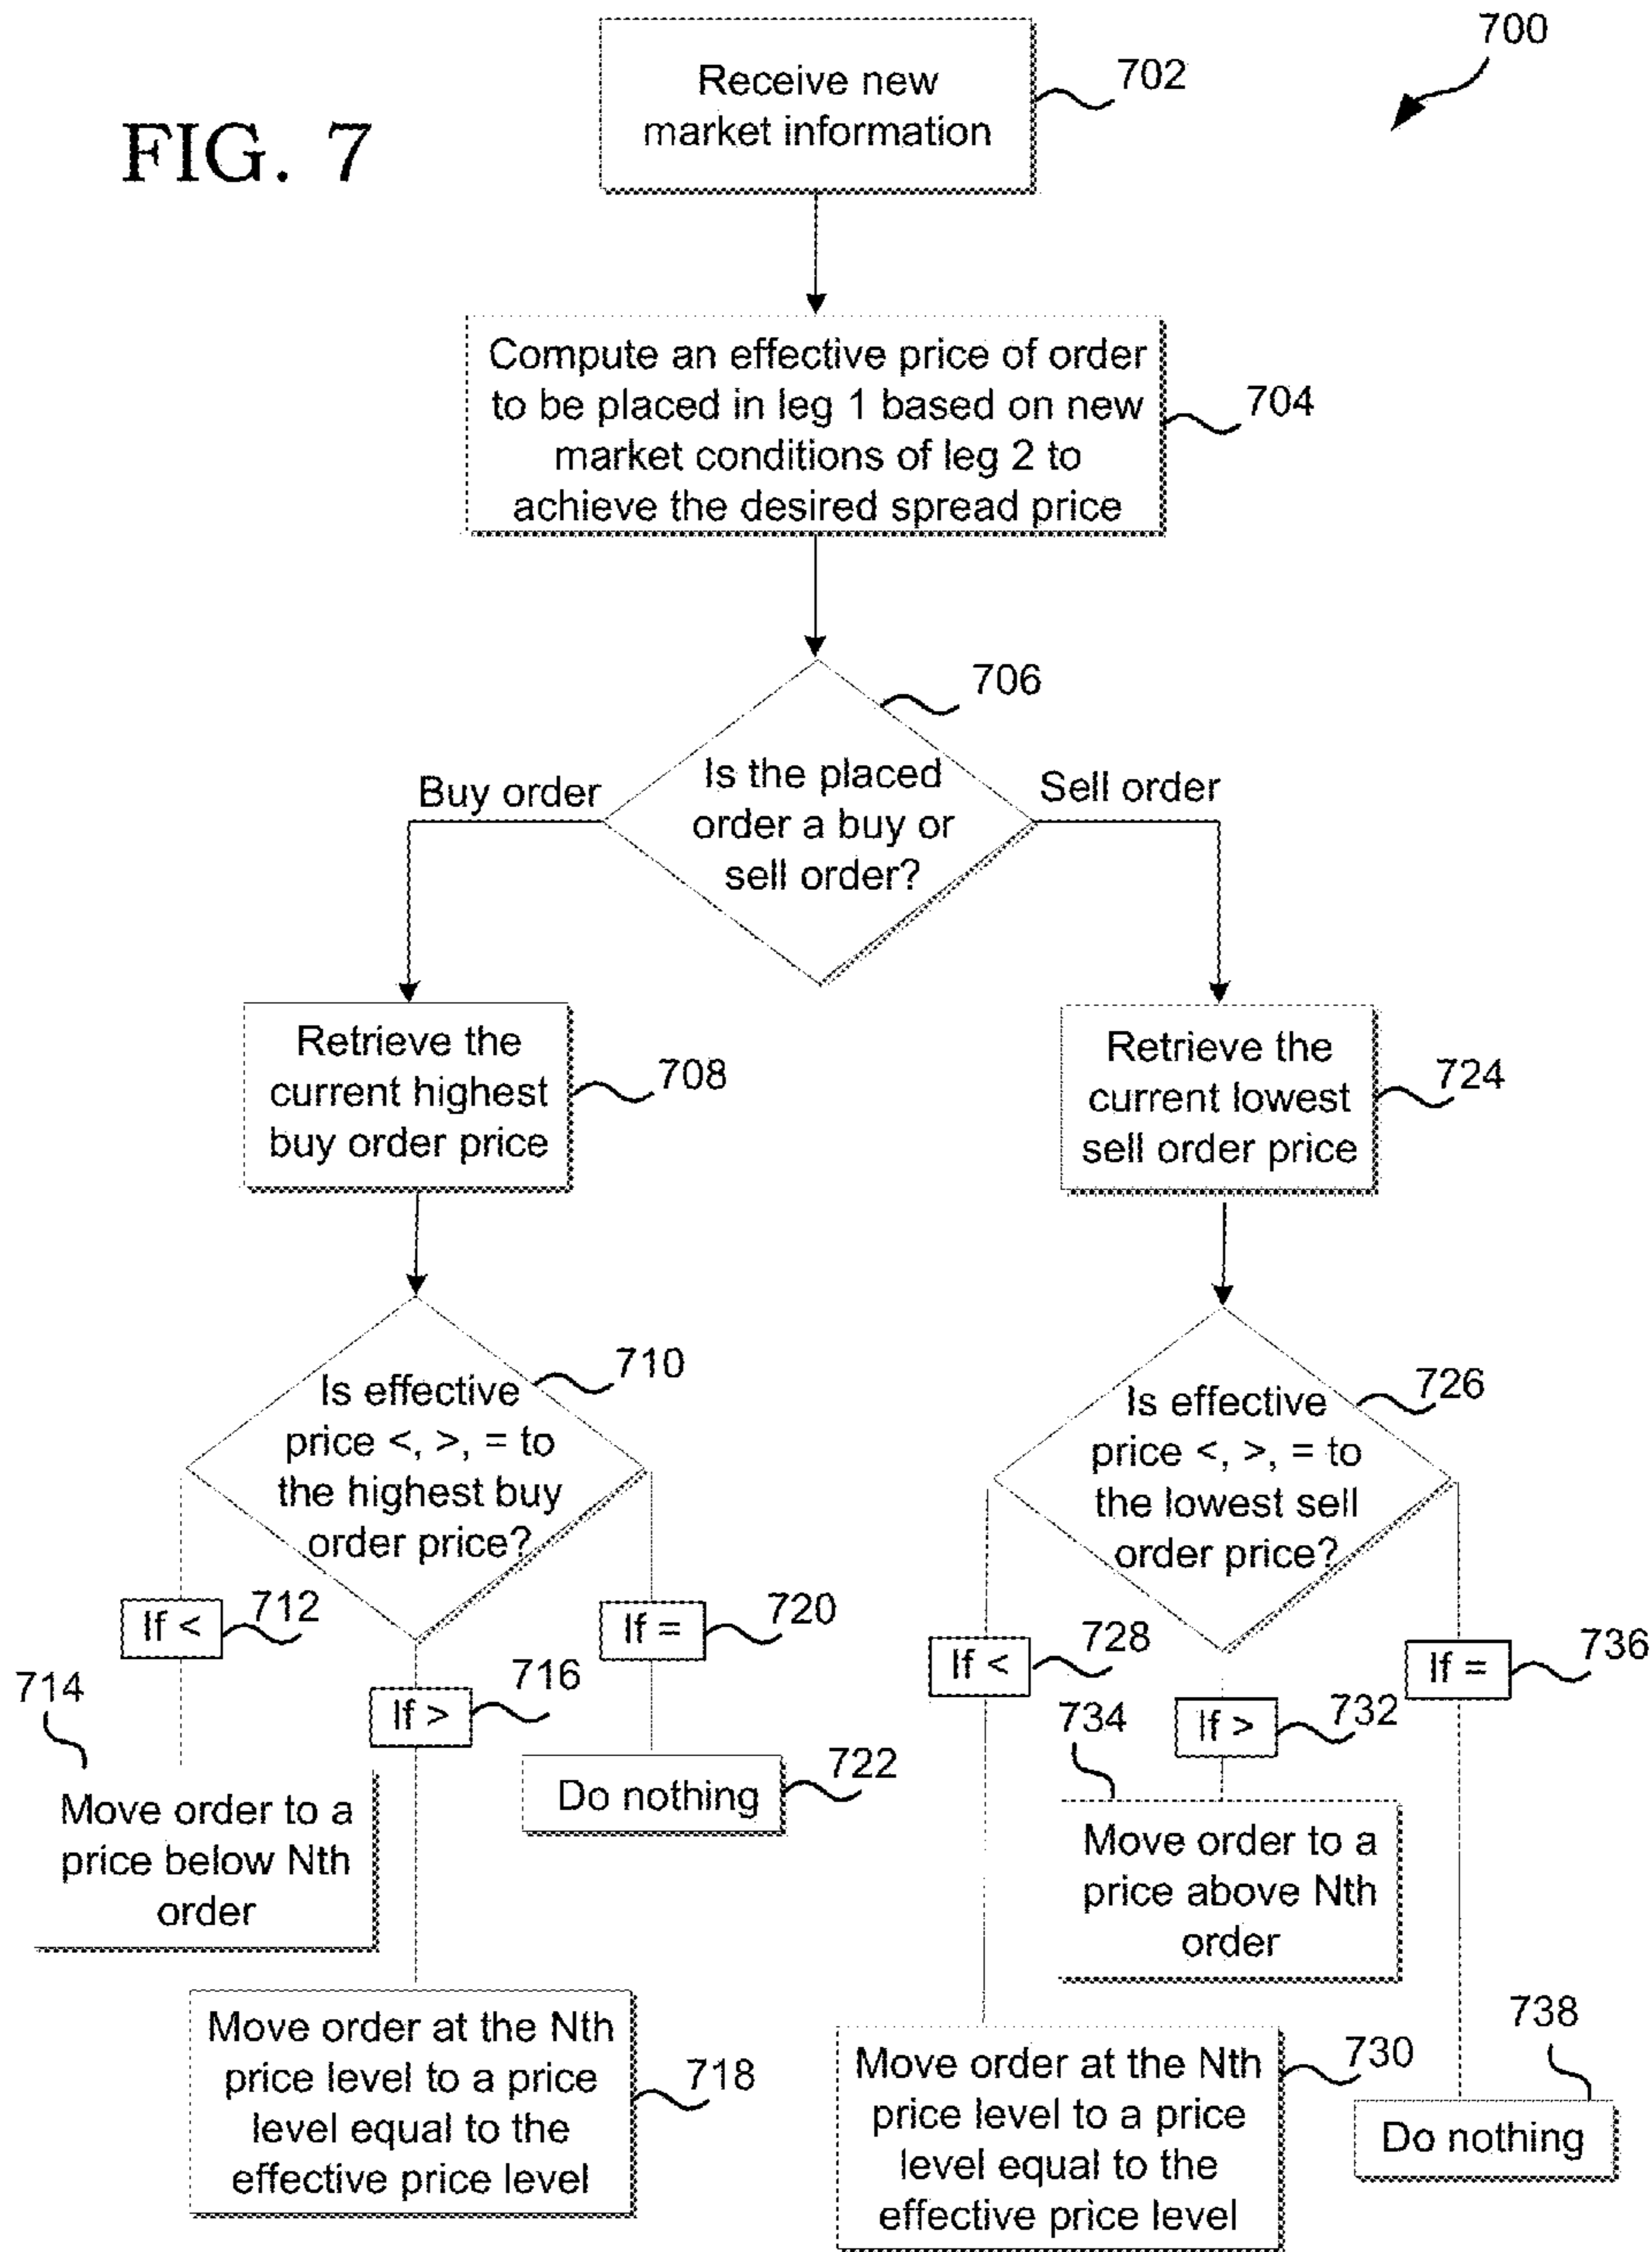 700
Receive new
market information
702
FIG. 7
Compute an effective price of order
to be placed in leg 1 based on new
market conditions of leg 2 to
achieve the desired spread price
704
706
Is the placed
order a buy or
sell order?
Buy order
Sell order
Retrieve the
current highest
buy order price
708
Retrieve the
current lowest
sell order price
724
Is effective
price <, >, = to
the highest buy
order price?
710
Is effective
price <, >, = to
the lowest sell
order price?
726
If <
712
If =
720
If <
728
If =
736
714
If >
716
734
If >
732
Move order to a
price below Nth
order
Do nothing
722
Move order to a
price above Nth
order
Move order at the Nth
price level to a price
level equal to the
effective price level
718
Move order at the Nth
price level to a price
level equal to the
effective price level
730
738
Do nothing